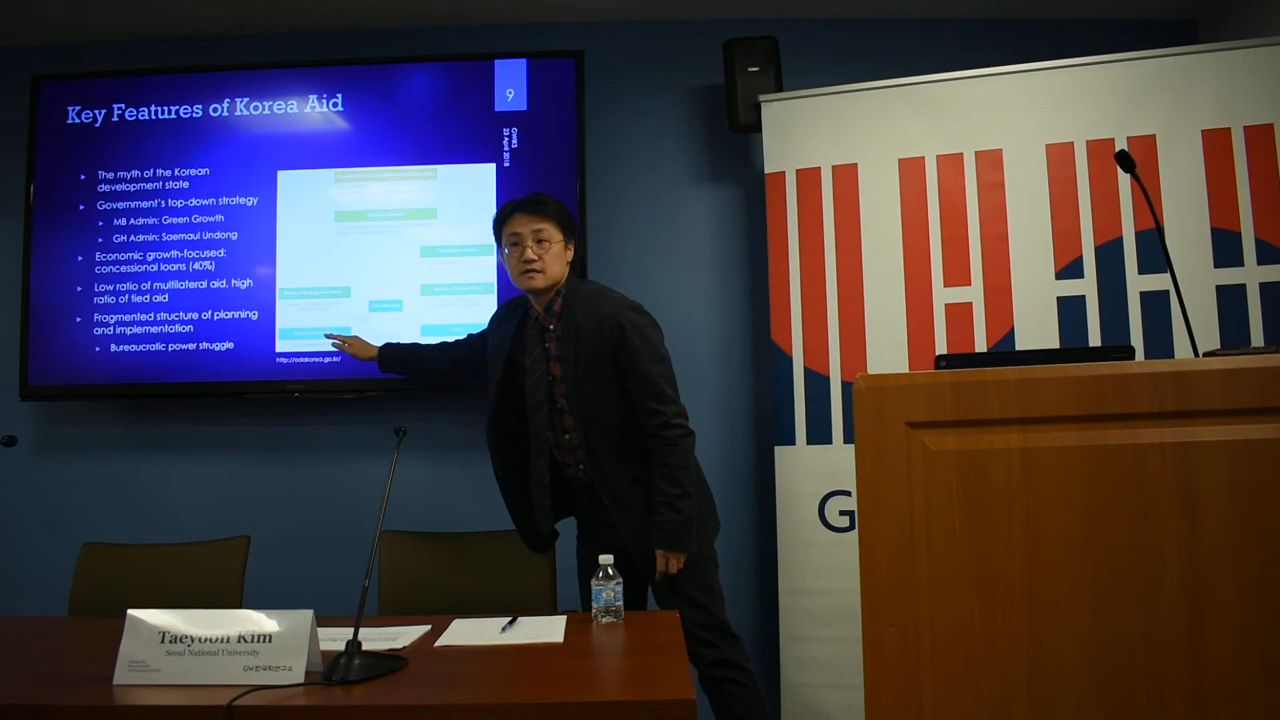 Key Features of Korea Aid
9
GWIKS
23 April 2018
The myth of the Korean
development state
Government's top-down strategy
MB Admin: Green Growth
GH Admin: Saemaul Undong
Economic growth-focused:
concessional loans (40%)
Low ratio of multilateral aid, high
ratio of tied aid
Fragmented structure of planning
and implementation
Bureaucratic power struggle
http://odakorea.go.kr/
G
Taeyoon Kim
Seoul National University
GW한국학연구소